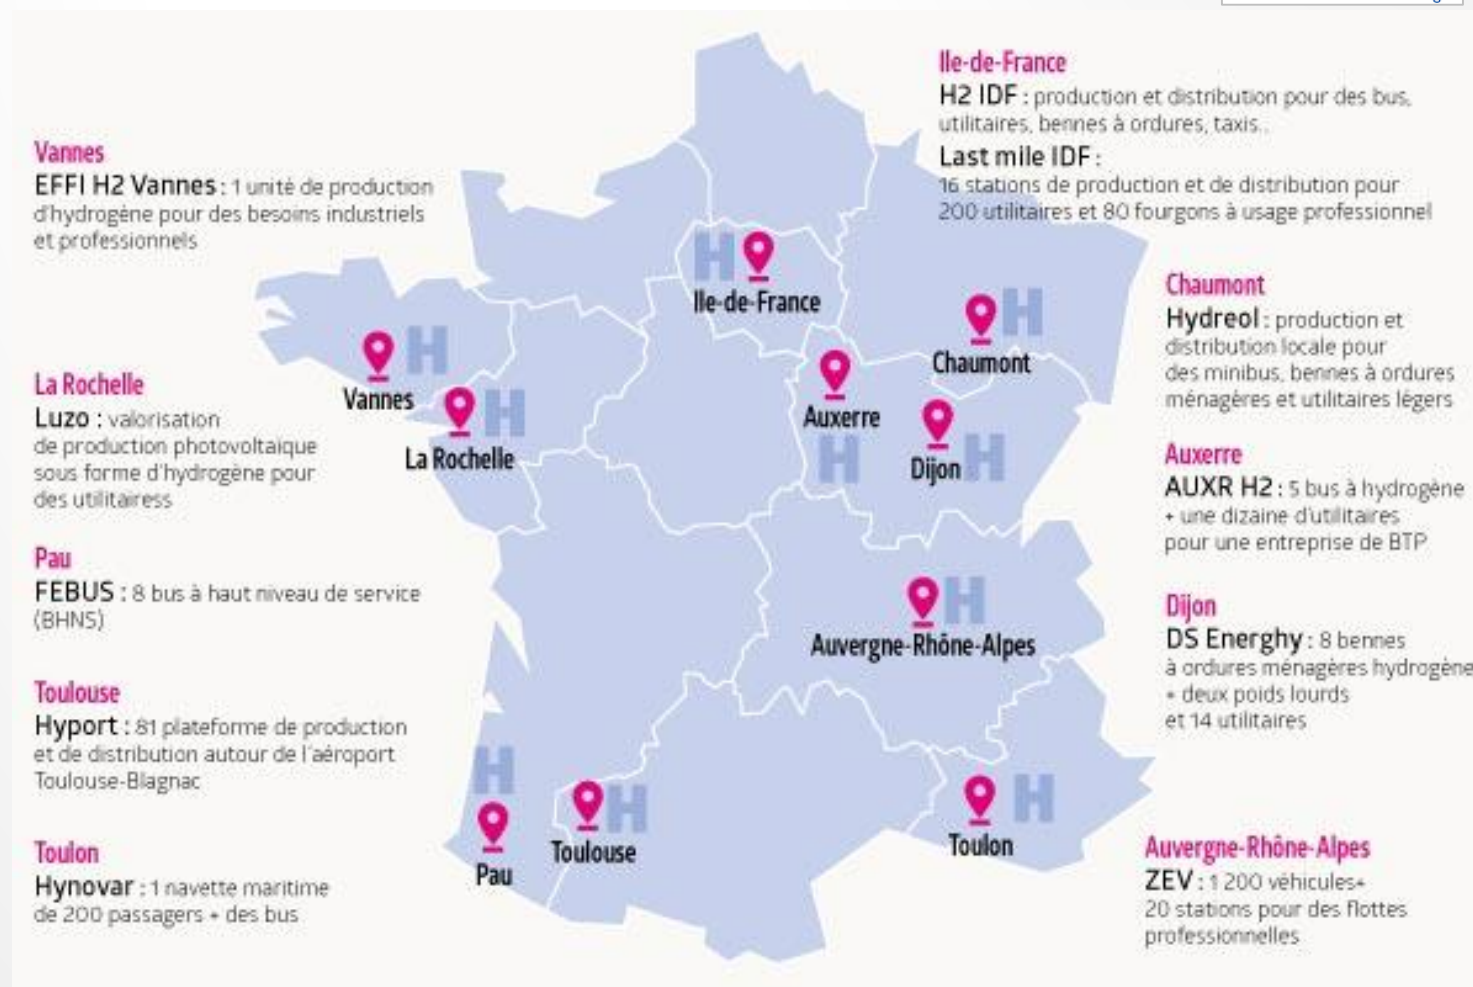 Vannes
EFFI H2 Vannes : 1 unité de production
d'hydrogène pour des besoins industriels
et professionnels
La Rochelle
Luzo : valorisation
de production photovoltaique
sous forme d'hydrogène pour
des utilitairess
Pau
FEBUS : 8 bus à haut niveau de service
(BHNS)
Toulouse
Hyport : 81 plateforme de production
et de distribution autour de l'aéroport
Toulouse-Blagnac
Toulon
Hynovar : 1 navette maritime
de 200 passagers + des bus
H
Ile-de-France
H
Chaumont
H
Vannes
H
La Rochelle
Auxerre
H
Dijon H
H
Auvergne-Rhône-Alpes
H
Pau
H
Toulouse
H
Toulon
Ile-de-France
H2 IDF : production et distribution pour des bus,
utilitaires, bennes à ordures, taxis..
Last mile IDF :
16 stations de production et de distribution pour
200 utilitaires et 80 fourgons à usage professionnel
Chaumont
Hydreol : production et
distribution locale pour
des minibus, bennes à ordures
ménagères et utilitaires légers
Auxerre
AUXR H2 : 5 bus à hydrogène
+ une dizaine d'utilitaires
pour une entreprise de BTP
Dijon
DS Energhy : 8 bennes
à ordures ménagères hydrogène
+ deux poids lourds
et 14 utilitaires
Auvergne-Rhône-Alpes
ZEV : 1 200 véhicules+
20 stations pour des flottes
professionnelles